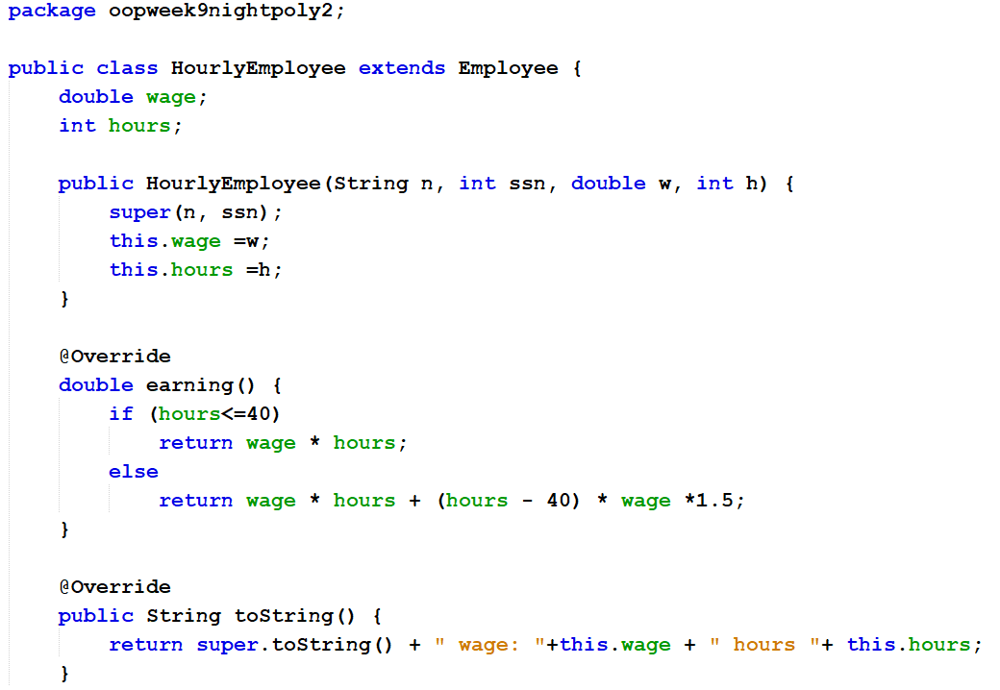 package oopweek9nightpoly2;
public class HourlyEmployee extends Employee {
double wage;
int hours;
public HourlyEmployee(String n, int ssn, double w, int h) {
super(n, ssn);
this.wage =w;
this.hours =h;
}
@Override
double earning() {
if (hours<=40)
return wage * hours;
else
return wage * hours + (hours - 40) * wage *1.5;
}
@Override
public String toString() {
return super.toString() + " wage: "+this.wage + " hours "+ this.hours;
}